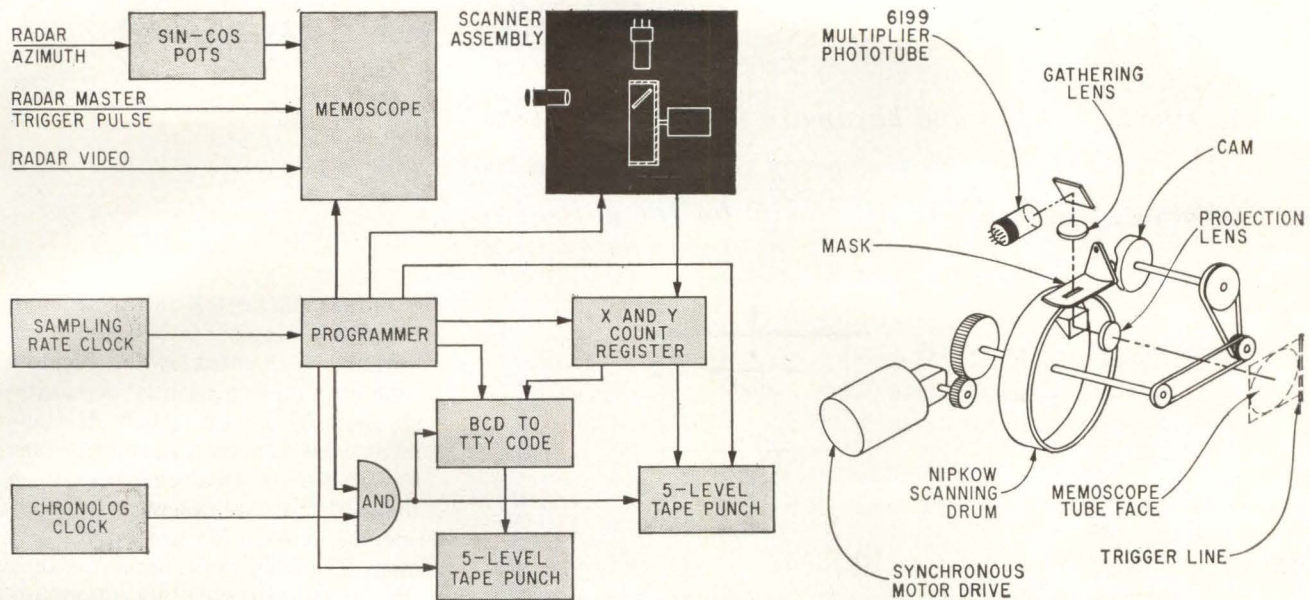 RADAR
AZIMUTH
SIN-COS
POTS
RADAR MASTER
TRIGGER PULSE
RADAR VIDEO
MEMOSCOPE
SCANNER
ASSEMBLY
SAMPLING
RATE CLOCK
PROGRAMMER
X AND Y
COUNT
REGISTER
BCD TO
TTY CODE
CHRONOLOG
CLOCK
AND
5-LEVEL
TAPE PUNCH
5-LEVEL
TAPE PUNCH
6199
MULTIPLIER
PHOTOTUBE
GATHERING
LENS
CAM
PROJECTION
LENS
MASK
NIPKOW
SCANNING
DRUM
MEMOSCOPE
TUBE FACE
TRIGGER LINE
SYNCHRONOUS
MOTOR DRIVE